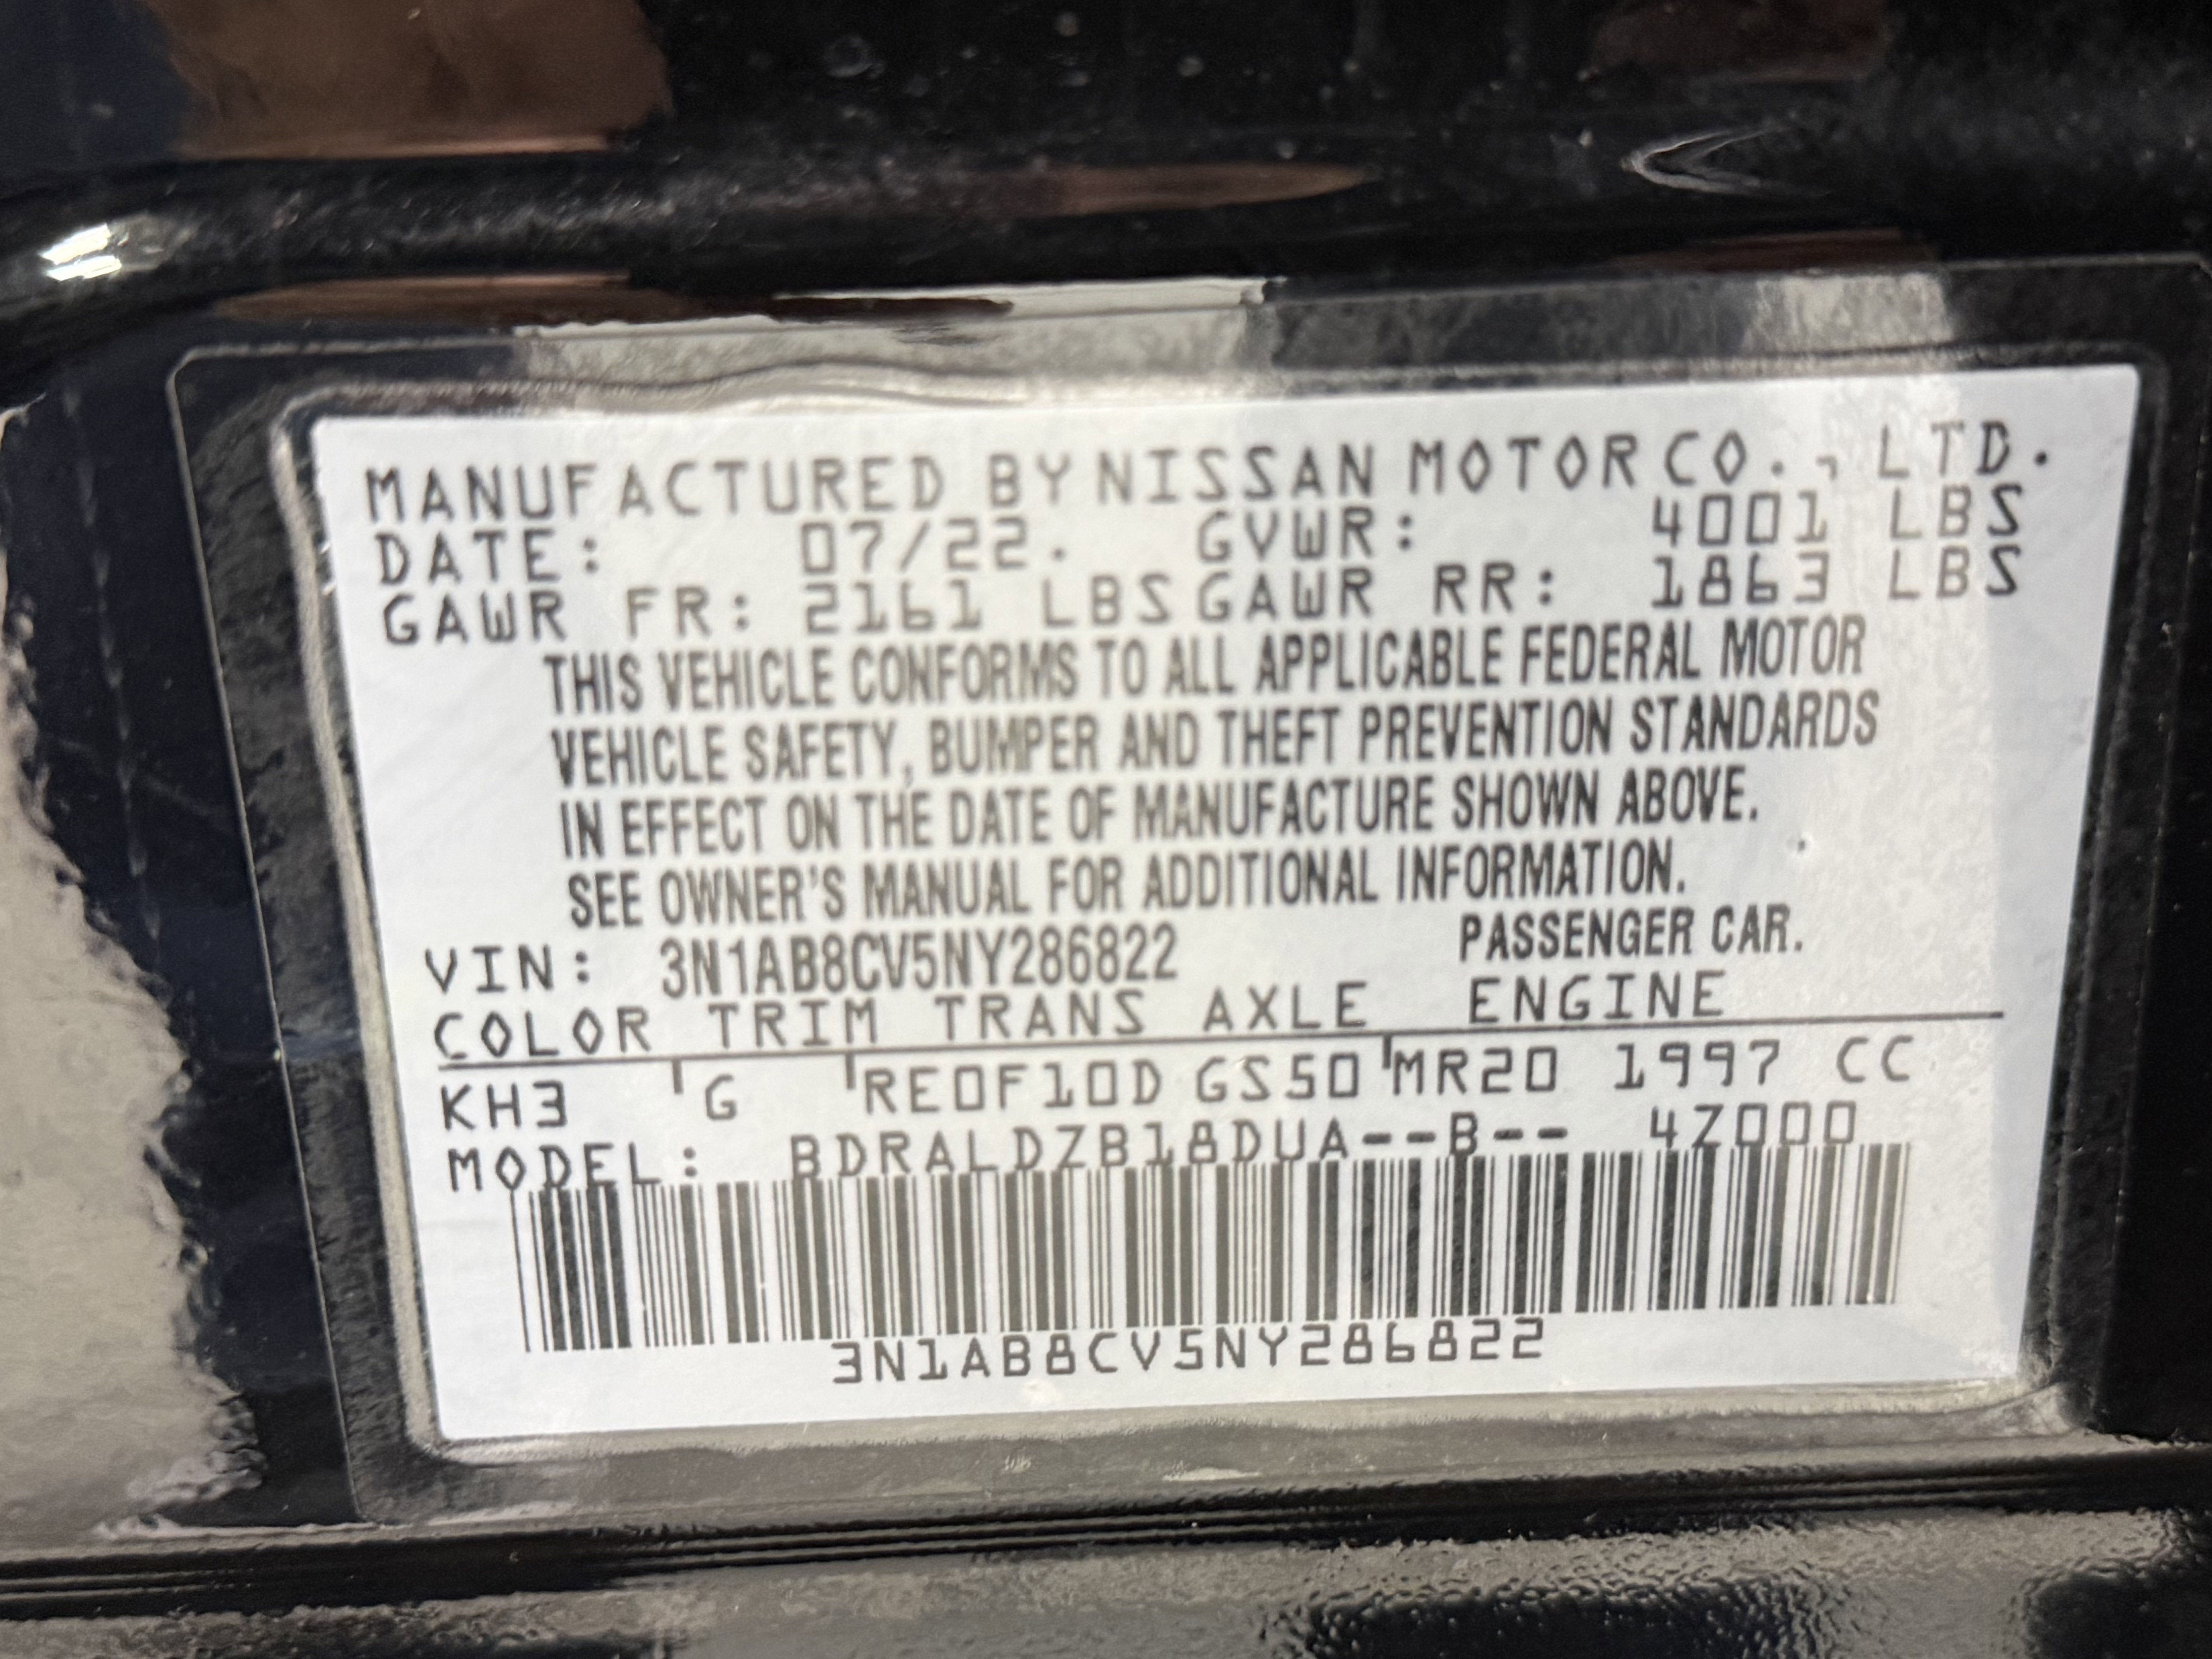 MANUFACTURED BY NISSAN MOTOR CO., LTD.
DATE: 07/22. GVWR: 4001 LBS
GAWR FR: 2161 LBS GAWR RR: 1863 LBS
THIS VEHICLE CONFORMS TO ALL APPLICABLE FEDERAL MOTOR
VEHICLE SAFETY, BUMPER AND THEFT PREVENTION STANDARDS
IN EFFECT ON THE DATE OF MANUFACTURE SHOWN ABOVE.
SEE OWNER'S MANUAL FOR ADDITIONAL INFORMATION.
VIN: 3N1AB8CV5NY286822 PASSENGER CAR.
COLOR TRIM TRANS AXLE ENGINE
KH3 G RE0F10D GS50 MR20 1997 CC
MODEL: BDRALDZB18DUA--B-- 4Z000
3N1AB8CV5NY286822